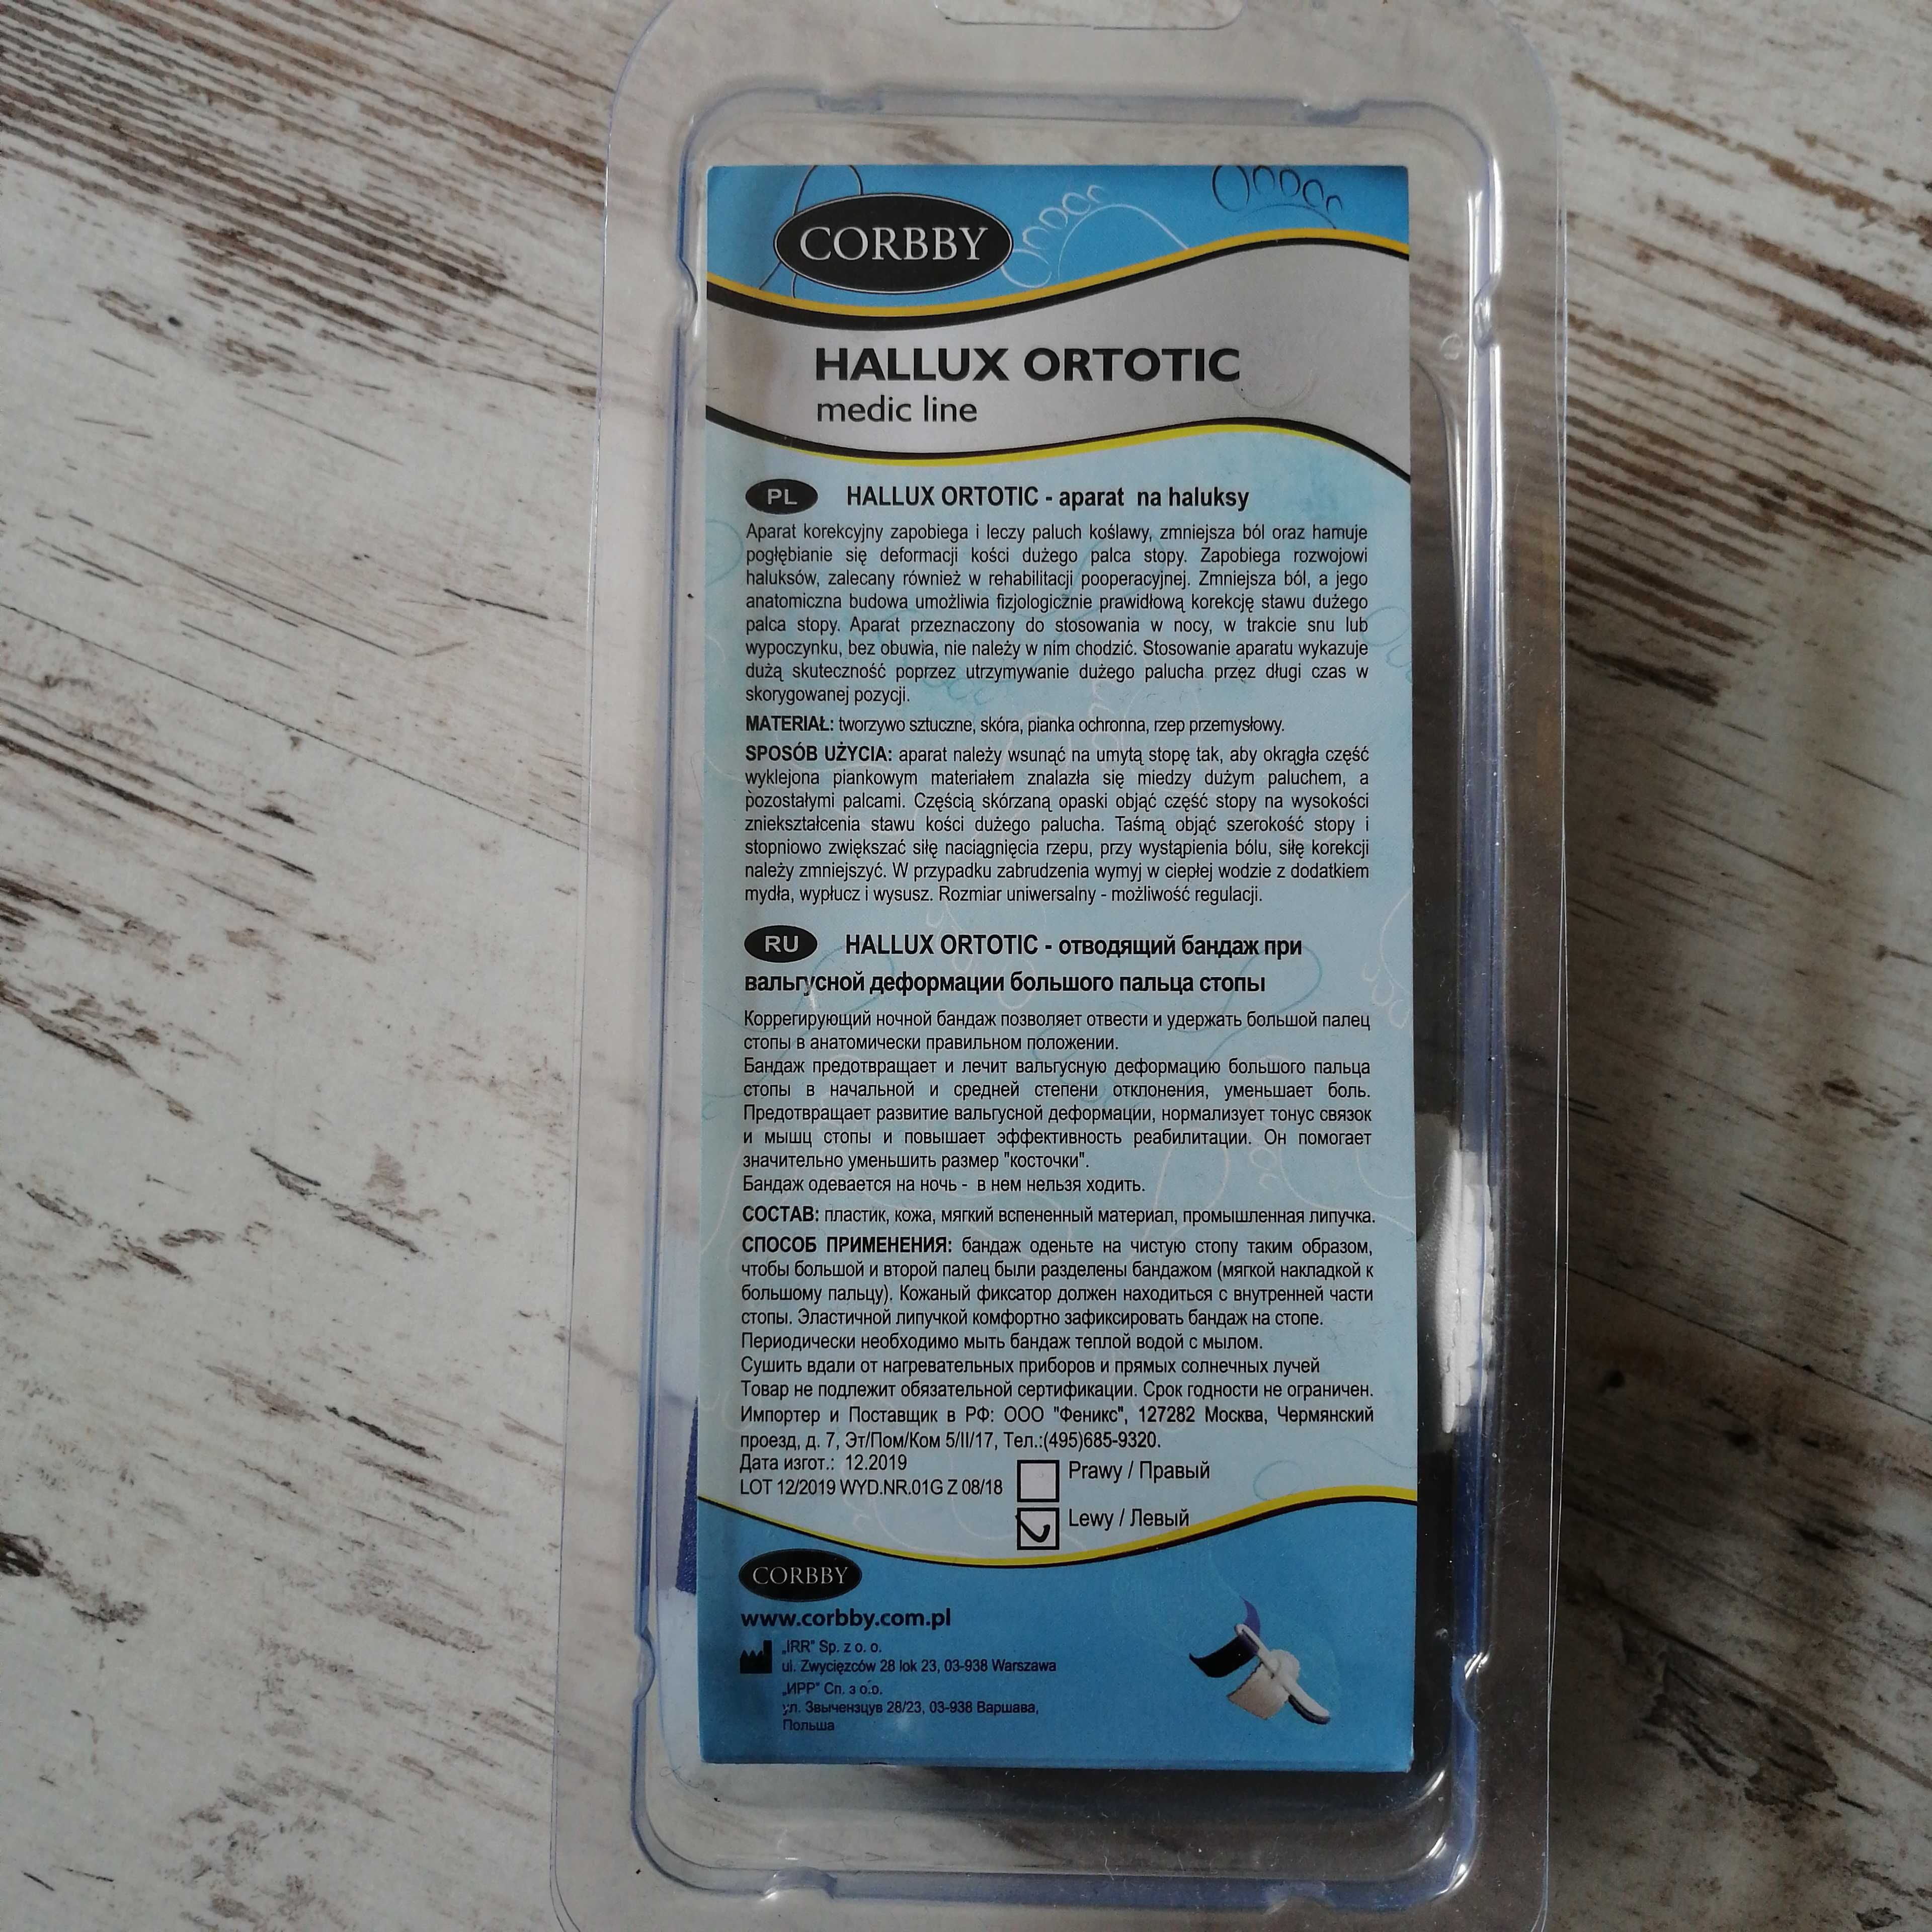 CORBBY
HALLUX ORTOTIC
medic line
PL HALLUX ORTOTIC - aparat na haluksy
Aparat korekcyjny zapobiega i leczy paluch koślawy, zmniejsza ból oraz hamuje
pogłębianie się deformacji kości dużego palca stopy. Zapobiega rozwojowi
haluksów, zalecany również w rehabilitacji pooperacyjnej. Zmniejsza ból, a jego
anatomiczna budowa umożliwia fizjologicznie prawidłową korekcję stawu dużego
palca stopy. Aparat przeznaczony do stosowania w nocy, w trakcie snu lub
wypoczynku, bez obuwia, nie należy w nim chodzić. Stosowanie aparatu wykazuje
dużą skuteczność poprzez utrzymywanie dużego palucha przez długi czas w
skorygowanej pozycji.
MATERIAŁ: tworzywo sztuczne, skóra, pianka ochronna, rzep przemysłowy.
SPOSÓB UŻYCIA: aparat należy wsunąć na umytą stopę tak, aby okrągła część
wyklejona piankowym materiałem znalazła się miedzy dużym paluchem, a
pozostałymi palcami. Częścią skórzaną opaski objąć część stopy na wysokości
zniekształcenia stawu kości dużego palucha. Taśmą objąć szerokość stopy i
stopniowo zwiększać siłę naciągnięcia rzepu, przy wystąpienia bólu, siłę korekcji
należy zmniejszyć. W przypadku zabrudzenia wymyj w ciepłej wodzie z dodatkiem
mydła, wypłucz i wysusz. Rozmiar uniwersalny - możliwość regulacji.
RU HALLUX ORTOTIC - отводящий бандаж при
вальгусной деформации большого пальца стопы
Коррегирующий ночной бандаж позволяет отвести и удержать большой палец
стопы в анатомически правильном положении.
Бандаж предотвращает и лечит вальгусную деформацию большого пальца
стопы в начальной и средней степени отклонения, уменьшает боль.
Предотвращает развитие вальгусной деформации, нормализует тонус связок
и мышц стопы и повышает эффективность реабилитации. Он помогает
значительно уменьшить размер "косточки".
Бандаж одевается на ночь - в нем нельзя ходить.
СОСТАВ: пластик, кожа, мягкий вспененный материал, промышленная липучка.
СПОСОБ ПРИМЕНЕНИЯ: бандаж оденьте на чистую стопу таким образом,
чтобы большой и второй палец были разделены бандажом (мягкой накладкой к
большому пальцу). Кожаный фиксатор должен находиться с внутренней части
стопы. Эластичной липучкой комфортно зафиксировать бандаж на стопе.
Периодически необходимо мыть бандаж теплой водой с мылом.
Сушить вдали от нагревательных приборов и прямых солнечных лучей
Товар не подлежит обязательной сертификации. Срок годности не ограничен.
Импортер и Поставщик в РФ: ООО "Феникс", 127282 Москва, Чермянский
проезд, д. 7, Эт/Пом/Ком 5/II/17, Тел.:(495)685-9320.
Дата изгот.: 12.2019
LOT 12/2019 WYD.NR.01G Z 08/18
Prawy / Правый
Lewy / Левый
CORBBY
www.corbby.com.pl
„IRR" Sp. z o. o.
ul. Zwycięzców 28 lok 23, 03-938 Warszawa
„ИРР" Сп. з о.о.
ул. Звычензцув 28/23, 03-938 Варшава,
Польша